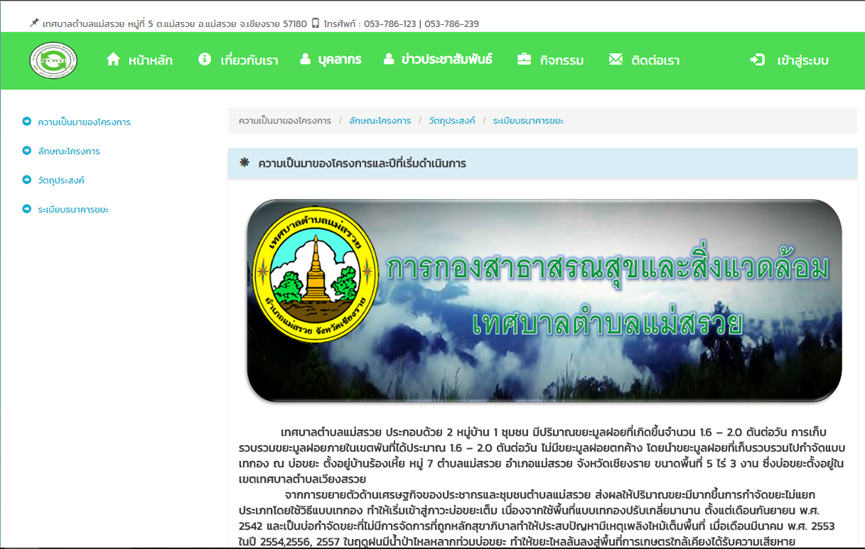 เทศบาลตำบลแม่สรวย หมู่ที่ 5 ต.แม่สรวย อ.แม่สรวย จ.เชียงราย 57180 โทรศัพท์ : 053-786-123 | 053-786-239
หน้าหลัก เกี่ยวกับเรา บุคลากร ข่าวประชาสัมพันธ์ กิจกรรม ติดต่อเรา เข้าสู่ระบบ
ความเป็นมาของโครงการ
ลักษณะโครงการ
วัตถุประสงค์
ระเบียบธนาคารขยะ
ความเป็นมาของโครงการ / ลักษณะโครงการ / วัตถุประสงค์ / ระเบียบธนาคารขยะ
ความเป็นมาของโครงการและปีที่เริ่มดำเนินการ
เทศบาลตำบลแม่สรวย
อำเภอแม่สรวย จังหวัดเชียงราย
การกองสาธาสรณสุขและสิ่งแวดล้อม
เทศบาลตำบลแม่สรวย
เทศบาลตำบลแม่สรวย ประกอบด้วย 2 หมู่บ้าน 1 ชุมชน มีปริมาณขยะมูลฝอยที่เกิดขึ้นจำนวน 1.6 – 2.0 ตันต่อวัน การเก็บ
รวบรวมขยะมูลฝอยภายในเขตพันที่ได้ประมาณ 1.6 – 2.0 ตันต่อวัน ไม่มีขยะมูลฝอยตกค้าง โดยนำขยะมูลฝอยที่เก็บรวบรวมไปกำจัดแบบ
เทกอง ณ บ่อขยะ ตั้งอยู่บ้านร้องเหี้ย หมู่ 7 ตำบลแม่สรวย อำเภอแม่สรวย จังหวัดเชียงราย ขนาดพื้นที่ 5 ไร่ 3 งาน ซึ่งบ่อขยะตั้งอยู่ใน
เขตเทศบาลตำบลเวียงสรวย
จากการขยายตัวด้านเศรษฐกิจของประชากรและชุมชนตำบลแม่สรวย ส่งผลให้ปริมาณขยะมีมากขึ้นการกำจัดขยะไม่แยก
ประเภทโดยใช้วิธีแบบเทกอง ทำให้เริ่มเข้าสู่ภาวะบ่อขยะเต็ม เนื่องจากใช้พื้นที่แบบเทกองปรับเกลี่ยมานาน ตั้งแต่เดือนกันยายน พ.ศ.
2542 และเป็นบ่อกำจัดขยะที่ไม่มีการจัดการที่ถูกหลักสุขาภิบาลทำให้ประสบปัญหามีเหตุเพลิงไหม้เต็มพื้นที่ เมื่อเดือนมีนาคม พ.ศ. 2553
ในปี 2554,2556, 2557 ในฤดูฝนมีน้ำป่าไหลหลากท่วมบ่อขยะ ทำให้ขยะไหลล้นลงสู่พื้นที่การเกษตรใกล้เคียงได้รับความเสียหาย